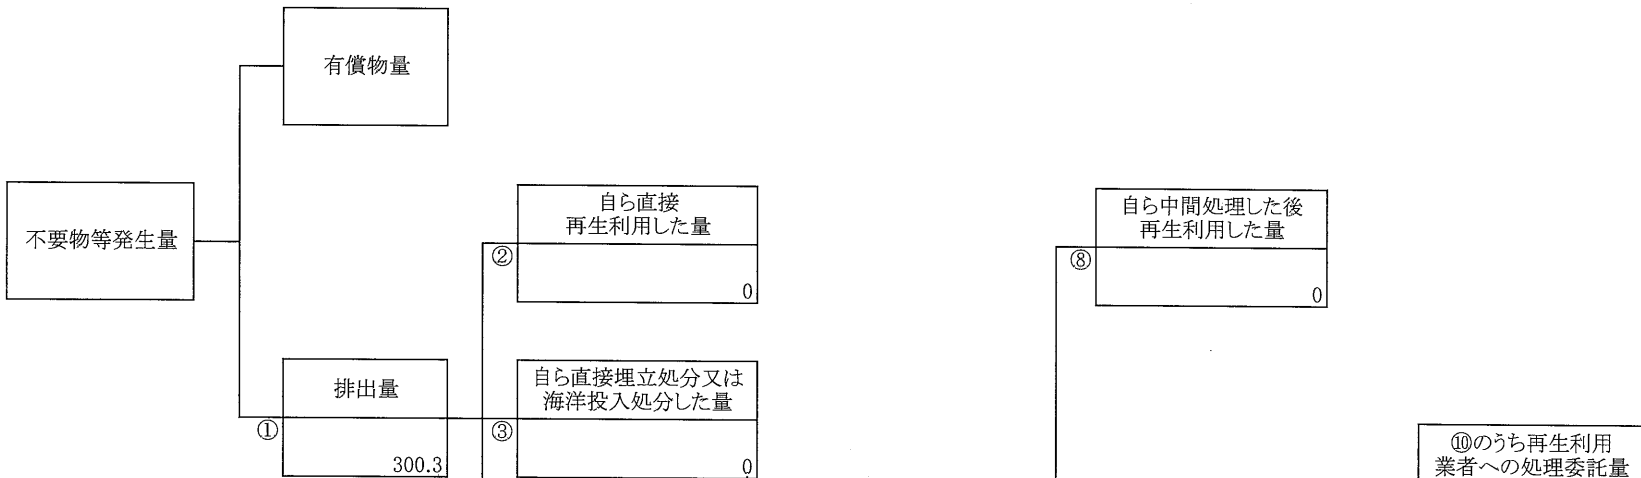 有償物量
不要物等発生量
自ら直接
再生利用した量
②
0
自ら中間処理した後
再生利用した量
⑧
0
排出量
①
300.3
自ら直接埋立処分又は
海洋投入処分した量
③
0
⑩のうち再生利用
業者への処理委託量